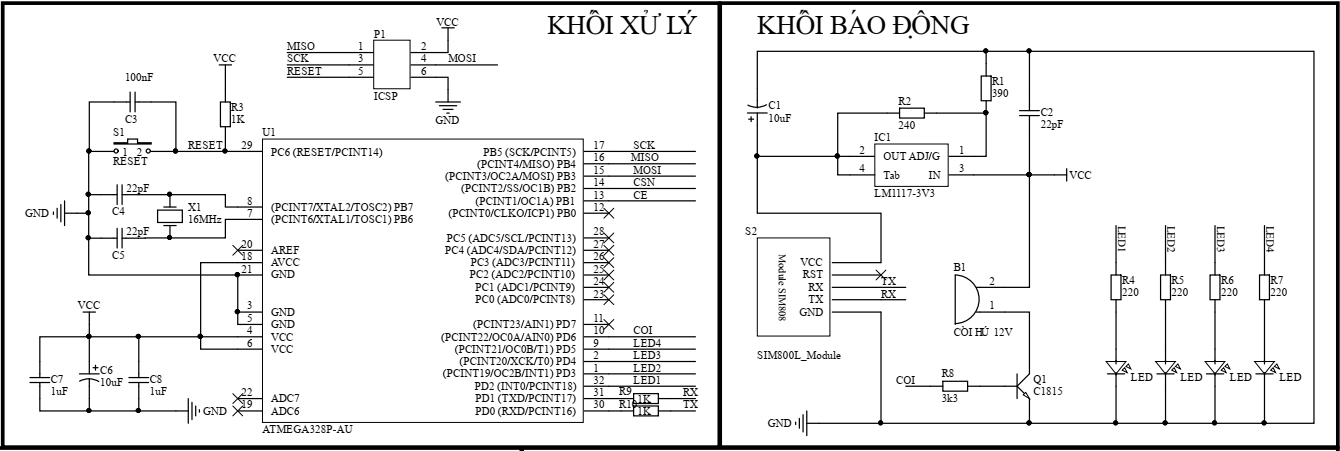 KHỐI XỬ LÝ
VCC
P1
MISO 1 2
SCK 3 4 MOSI
RESET 5 6
ICSP
GND
VCC
100nF
C3
R3
1K
S1
1 2
RESET
RESET 29
22pF
C4
X1
16MHz
GND
22pF
C5
8
7
20
18
21
3
5
4
6
22
19
VCC
C7
1uF
C6
10uF
C8
1uF
GND
U1
PC6 (RESET/PCINT14)
(PCINT7/XTAL2/TOSC2) PB7
(PCINT6/XTAL1/TOSC1) PB6
AREF
AVCC
GND
GND
GND
VCC
VCC
ADC7
ADC6
ATMEGA328P-AU
PB5 (SCK/PCINT5) 17 SCK
(PCINT4/MISO) PB4 16 MISO
(PCINT3/OC2A/MOSI) PB3 15 MOSI
(PCINT2/SS/OC1B) PB2 14 CSN
(PCINT1/OC1A) PB1 13 CE
(PCINT0/CLKO/ICP1) PB0 12
PC5 (ADC5/SCL/PCINT13) 28
PC4 (ADC4/SDA/PCINT12) 27
PC3 (ADC3/PCINT11) 26
PC2 (ADC2/PCINT10) 25
PC1 (ADC1/PCINT9) 24
PC0 (ADC0/PCINT8) 23
(PCINT23/AIN1) PD7 11
(PCINT22/OC0A/AIN0) PD6 10 COI
(PCINT21/OC0B/T1) PD5 9 LED4
(PCINT20/XCK/T0) PD4 2 LED3
(PCINT19/OC2B/INT1) PD3 1 LED2
PD2 (INT0/PCINT18) 32 LED1
PD1 (TXD/PCINT17) 31 R9 1K RX
PD0 (RXD/PCINT16) 30 R10 1K TX
KHỐI BÁO ĐỘNG
C1
10uF
R1
390
R2
240
C2
22pF
IC1
2 OUT ADJ/G 1
4 Tab IN 3
LM1117-3V3
VCC
S2
Module SIM808
VCC
RST
RX TX
TX RX
GND
SIM800L_Module
B1
2
1
CÒI HÚ 12V
COI
R8
3k3
Q1
C1815
GND
LED1
LED2
LED3
LED4
R4
220
R5
220
R6
220
R7
220
LED
LED
LED
LED